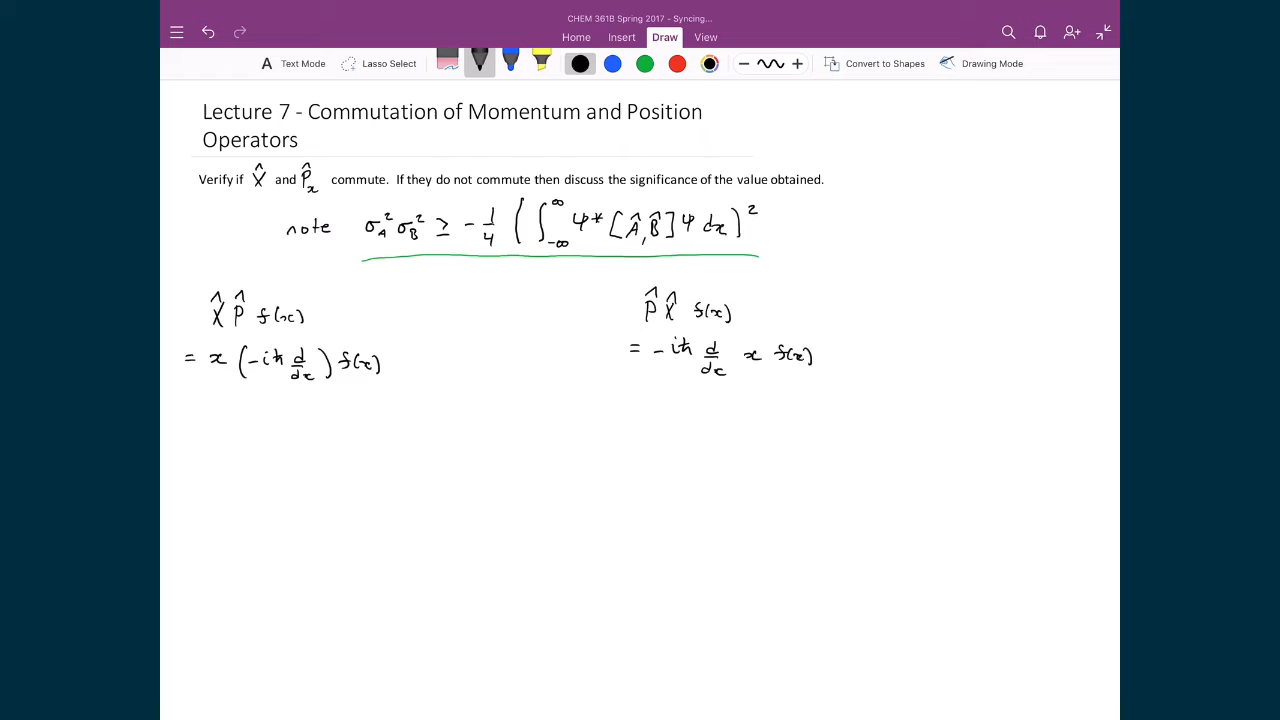 CHEM 361B Spring 2017 - Syncing...
Home Insert Draw View
Text Mode Lasso Select Convert to Shapes Drawing Mode
Lecture 7 - Commutation of Momentum and Position
Operators
Verify if X̂ and P̂ₓ commute. If they do not commute then discuss the significance of the value obtained.
note σ_A² σ_B² ≥ -1/4 ( ∫_{-∞}^{∞} Ψ* [Â, B̂] Ψ dx )²
X̂ P̂ f(x)
= x ( -iħ d/dx ) f(x)
P̂ X̂ f(x)
= -iħ d/dx x f(x)